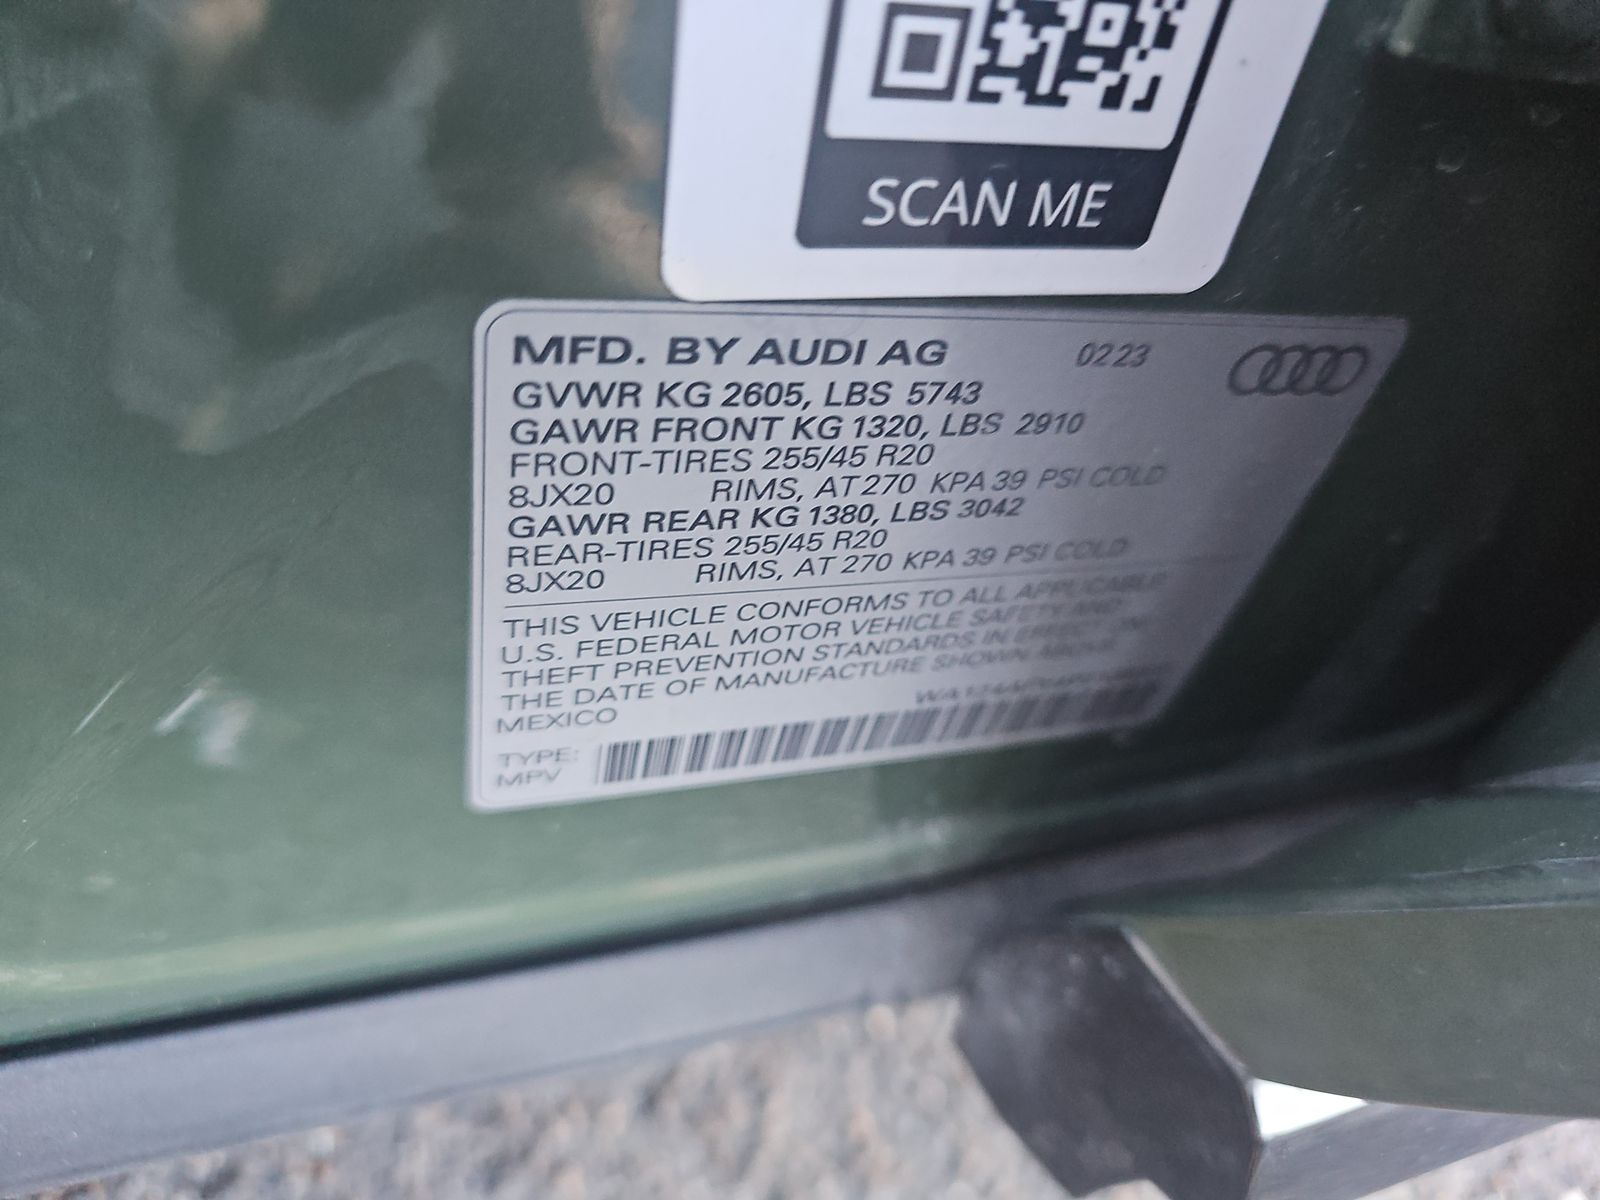 SCAN ME
MFD. BY AUDI AG 0223
GVWR KG 2605, LBS 5743
GAWR FRONT KG 1320, LBS 2910
FRONT-TIRES 255/45 R20
8JX20 RIMS, AT 270 KPA 39 PSI COLD
GAWR REAR KG 1380, LBS 3042
REAR-TIRES 255/45 R20
8JX20 RIMS, AT 270 KPA 39 PSI COLD
THIS VEHICLE CONFORMS TO ALL APPLICABLE
U.S. FEDERAL MOTOR VEHICLE SAFETY AND
THEFT PREVENTION STANDARDS IN EFFECT ON
THE DATE OF MANUFACTURE SHOWN ABOVE.
MEXICO
TYPE:
MPV